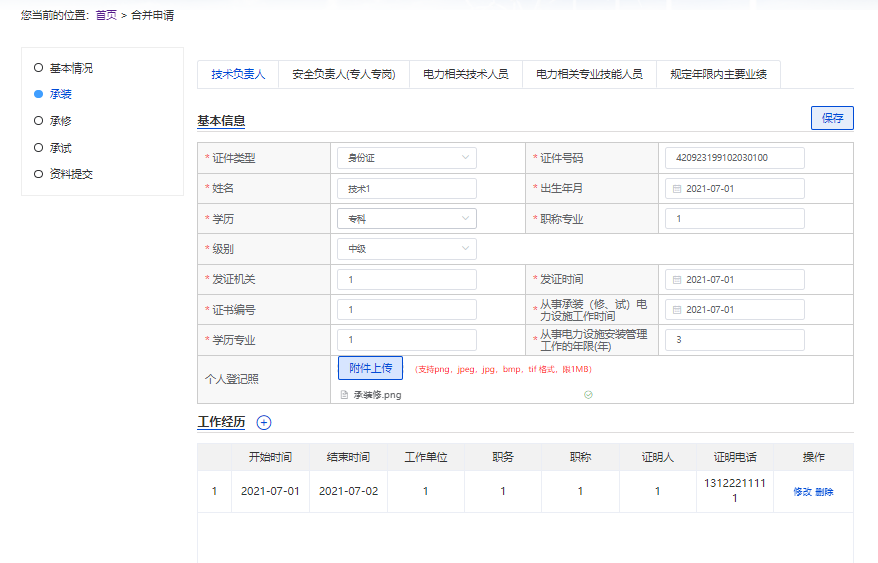 您当前的位置： 首页 > 合并申请
基本情况
承装
承修
承试
资料提交
技术负责人 安全负责人(专人专岗) 电力相关技术人员 电力相关专业技能人员 规定年限内主要业绩
基本信息 保存
* 证件类型 身份证 * 证件号码 420923199102030100
* 姓名 技术1 * 出生年月 2021-07-01
* 学历 专科 * 职称专业 1
* 级别 中级
* 发证机关 1 * 发证时间 2021-07-01
* 证书编号 1 * 从事承装（修、试）电
力设施工作时间 2021-07-01
* 学历专业 1 * 从事电力设施安装管理
工作的年限(年) 3
个人登记照 附件上传 （支持png，jpeg，jpg，bmp，tif 格式，限1MB）
承装修.png
工作经历
开始时间 结束时间 工作单位 职务 职称 证明人 证明电话 操作
1 2021-07-01 2021-07-02 1 1 1 1 1312221111
1 修改 删除